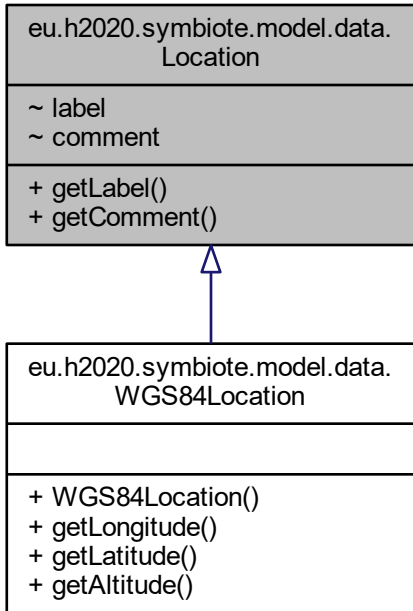 eu.h2020.symbiote.model.data.
Location
~ label
~ comment
+ getLabel()
+ getComment()
eu.h2020.symbiote.model.data.
WGS84Location
+ WGS84Location()
+ getLongitude()
+ getLatitude()
+ getAltitude()